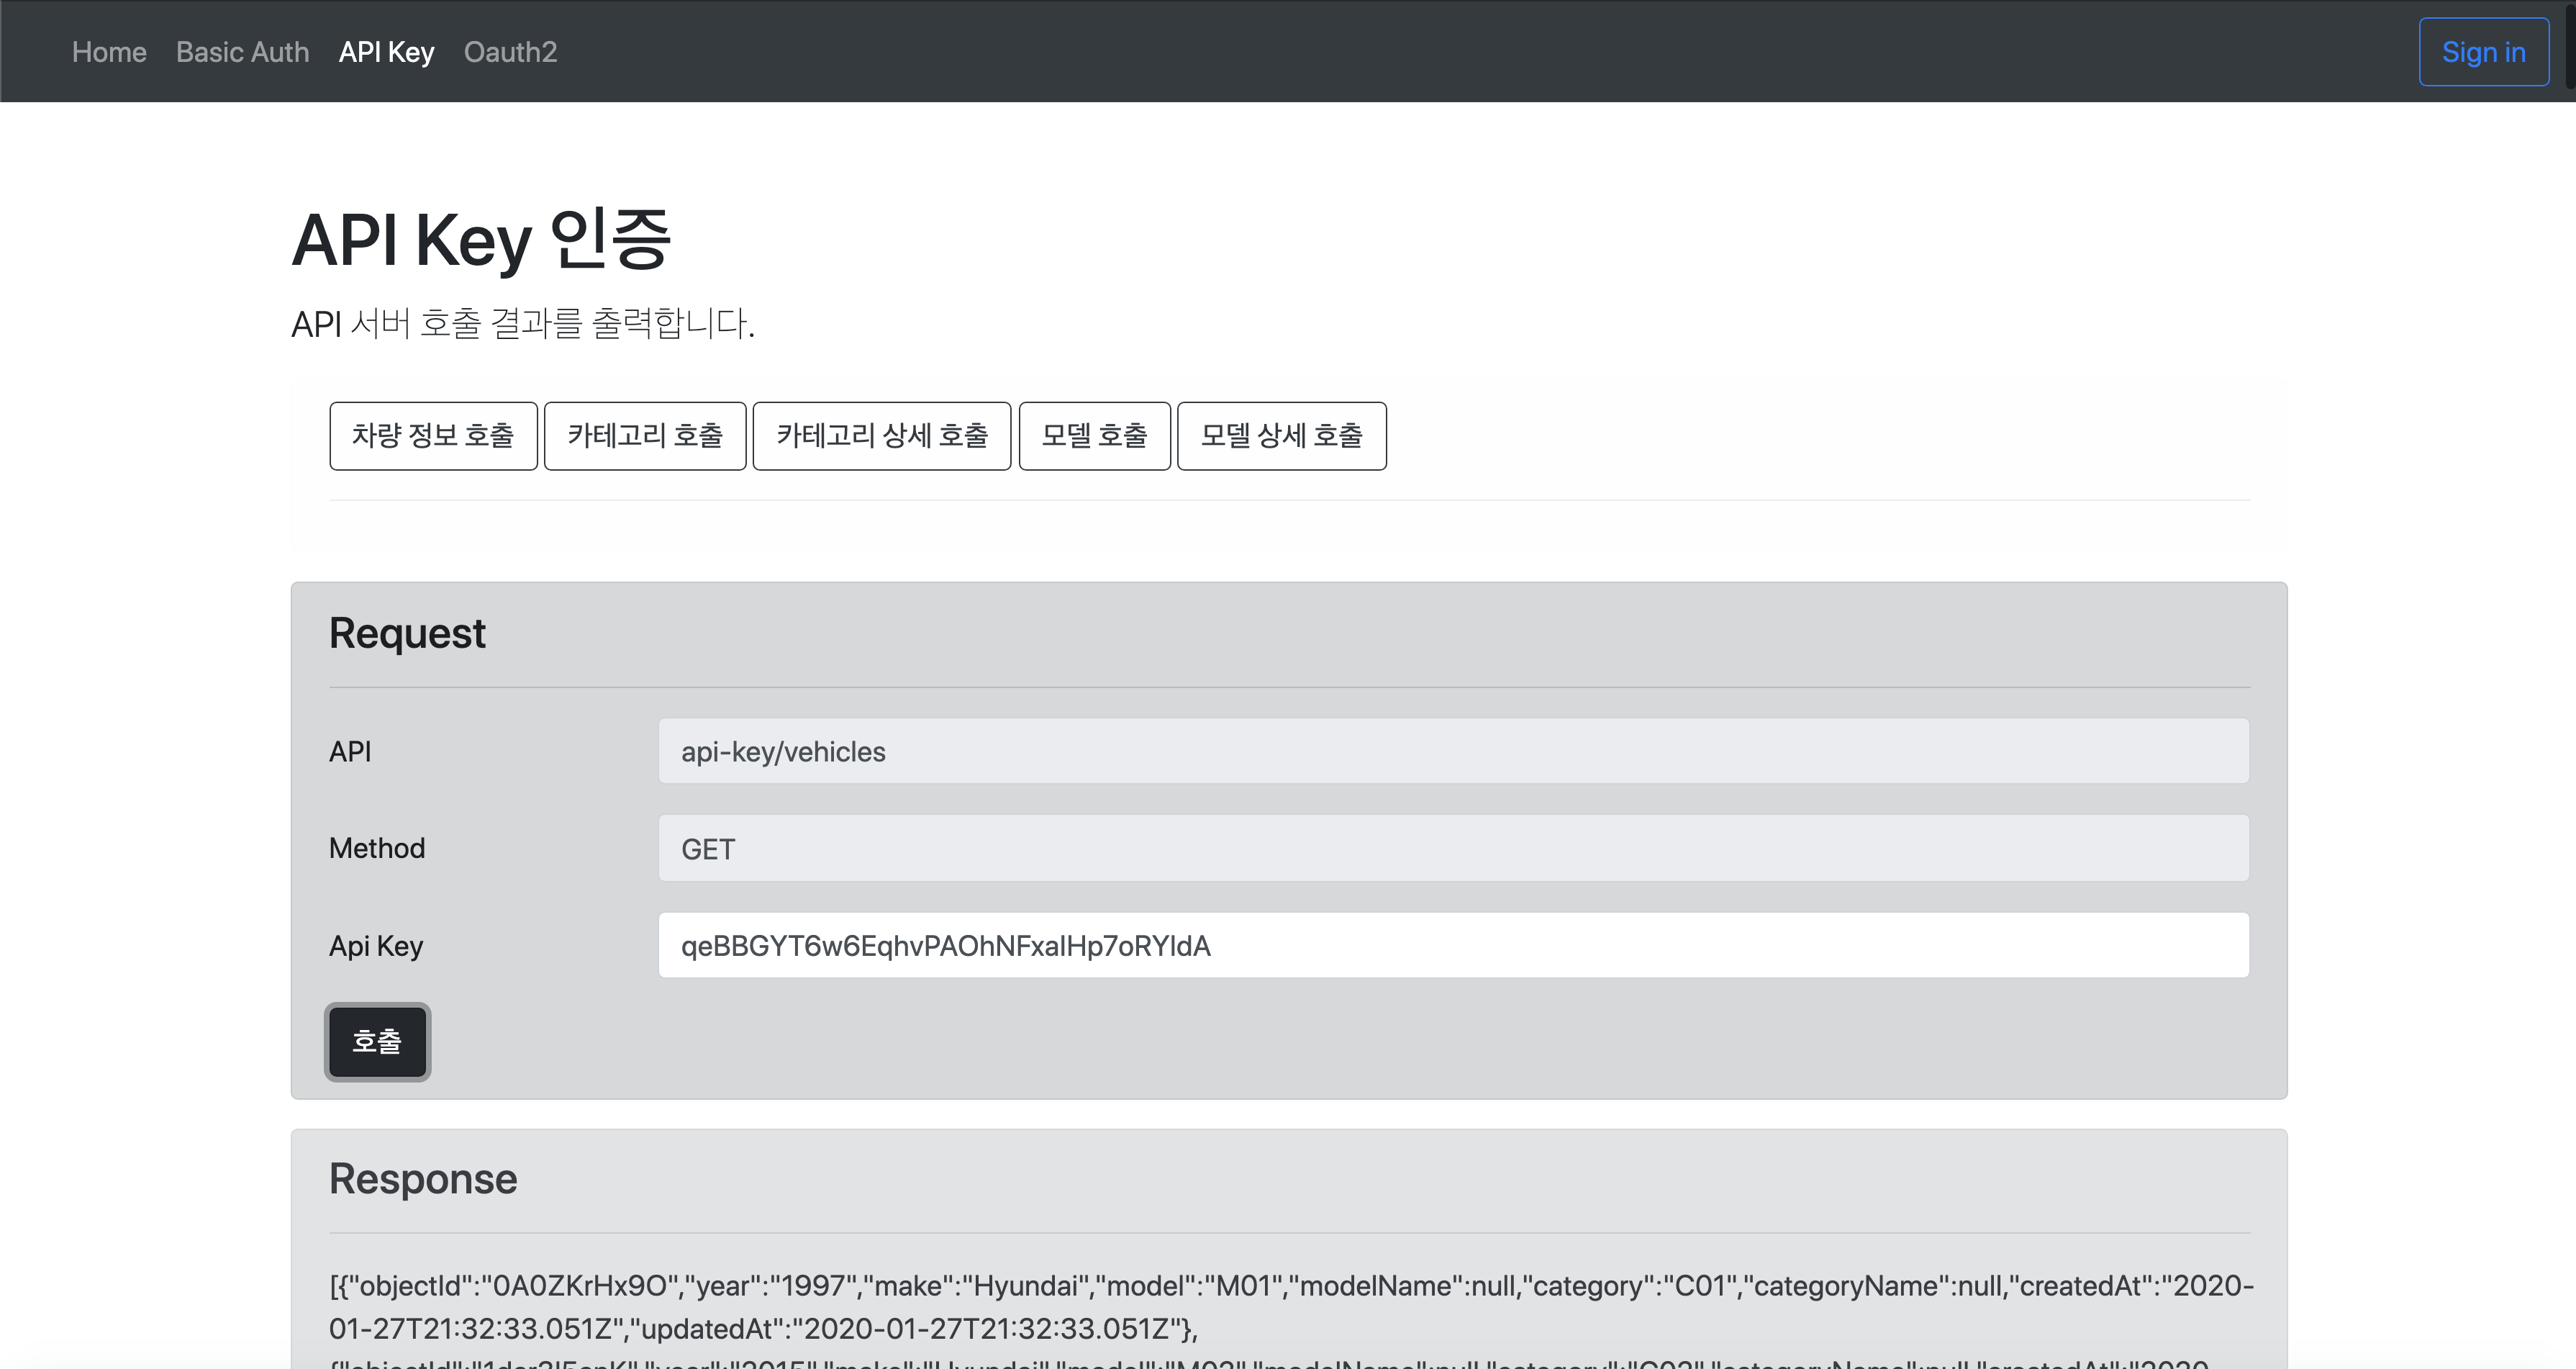 Home Basic Auth API Key Oauth2 Sign in
API Key 인증
API 서버 호출 결과를 출력합니다.
차량 정보 호출 카테고리 호출 카테고리 상세 호출 모델 호출 모델 상세 호출
Request
API api-key/vehicles
Method GET
Api Key qeBBGYT6w6EqhvPAOhNFxalHp7oRYldA
호출
Response
[{"objectId":"0A0ZKrHx9O","year":"1997","make":"Hyundai","model":"M01","modelName":null,"category":"C01","categoryName":null,"createdAt":"2020-
01-27T21:32:33.051Z","updatedAt":"2020-01-27T21:32:33.051Z"},